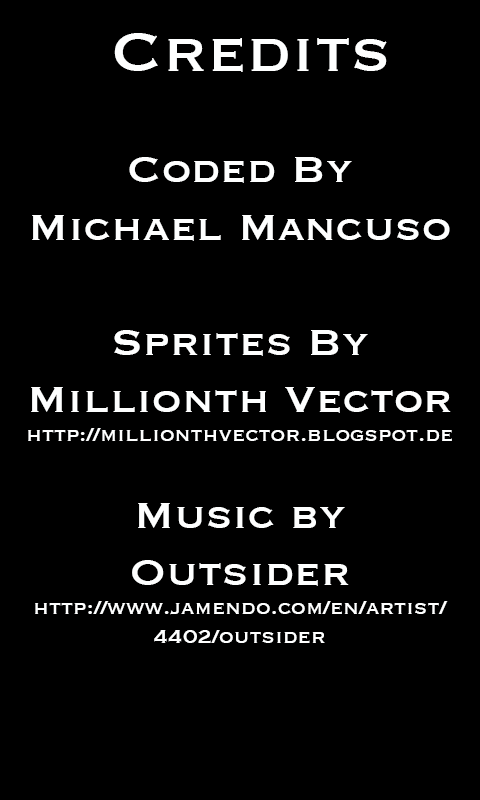 Credits
Coded By
Michael Mancuso
Sprites By
Millionth Vector
http://millionthvector.blogspot.de
Music by
Outsider
http://www.jamendo.com/en/artist/
4402/outsider